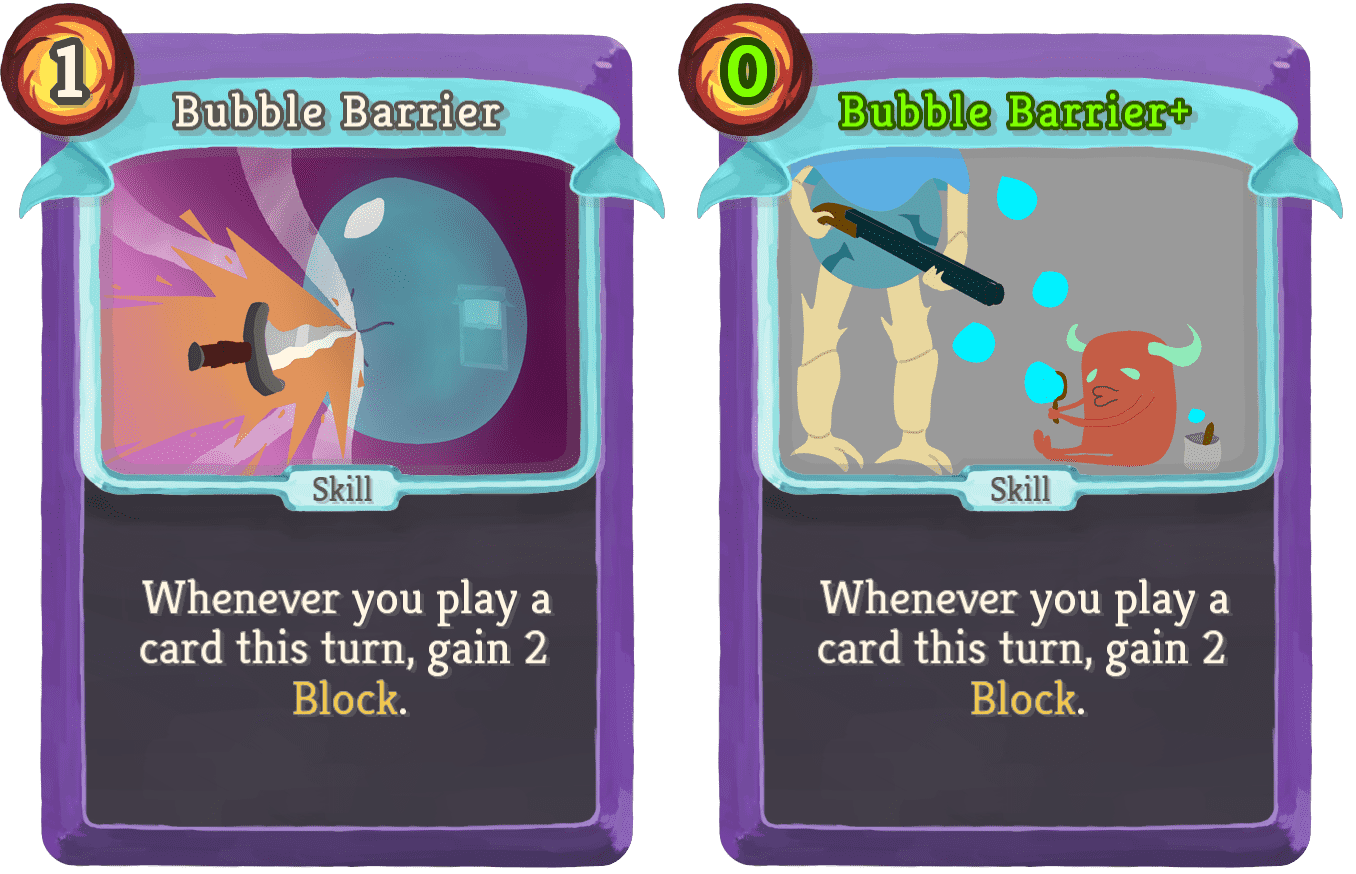 1
Bubble Barrier
Skill
Whenever you play a
card this turn, gain 2
Block.
0
Bubble Barrier+
Skill
Whenever you play a
card this turn, gain 2
Block.